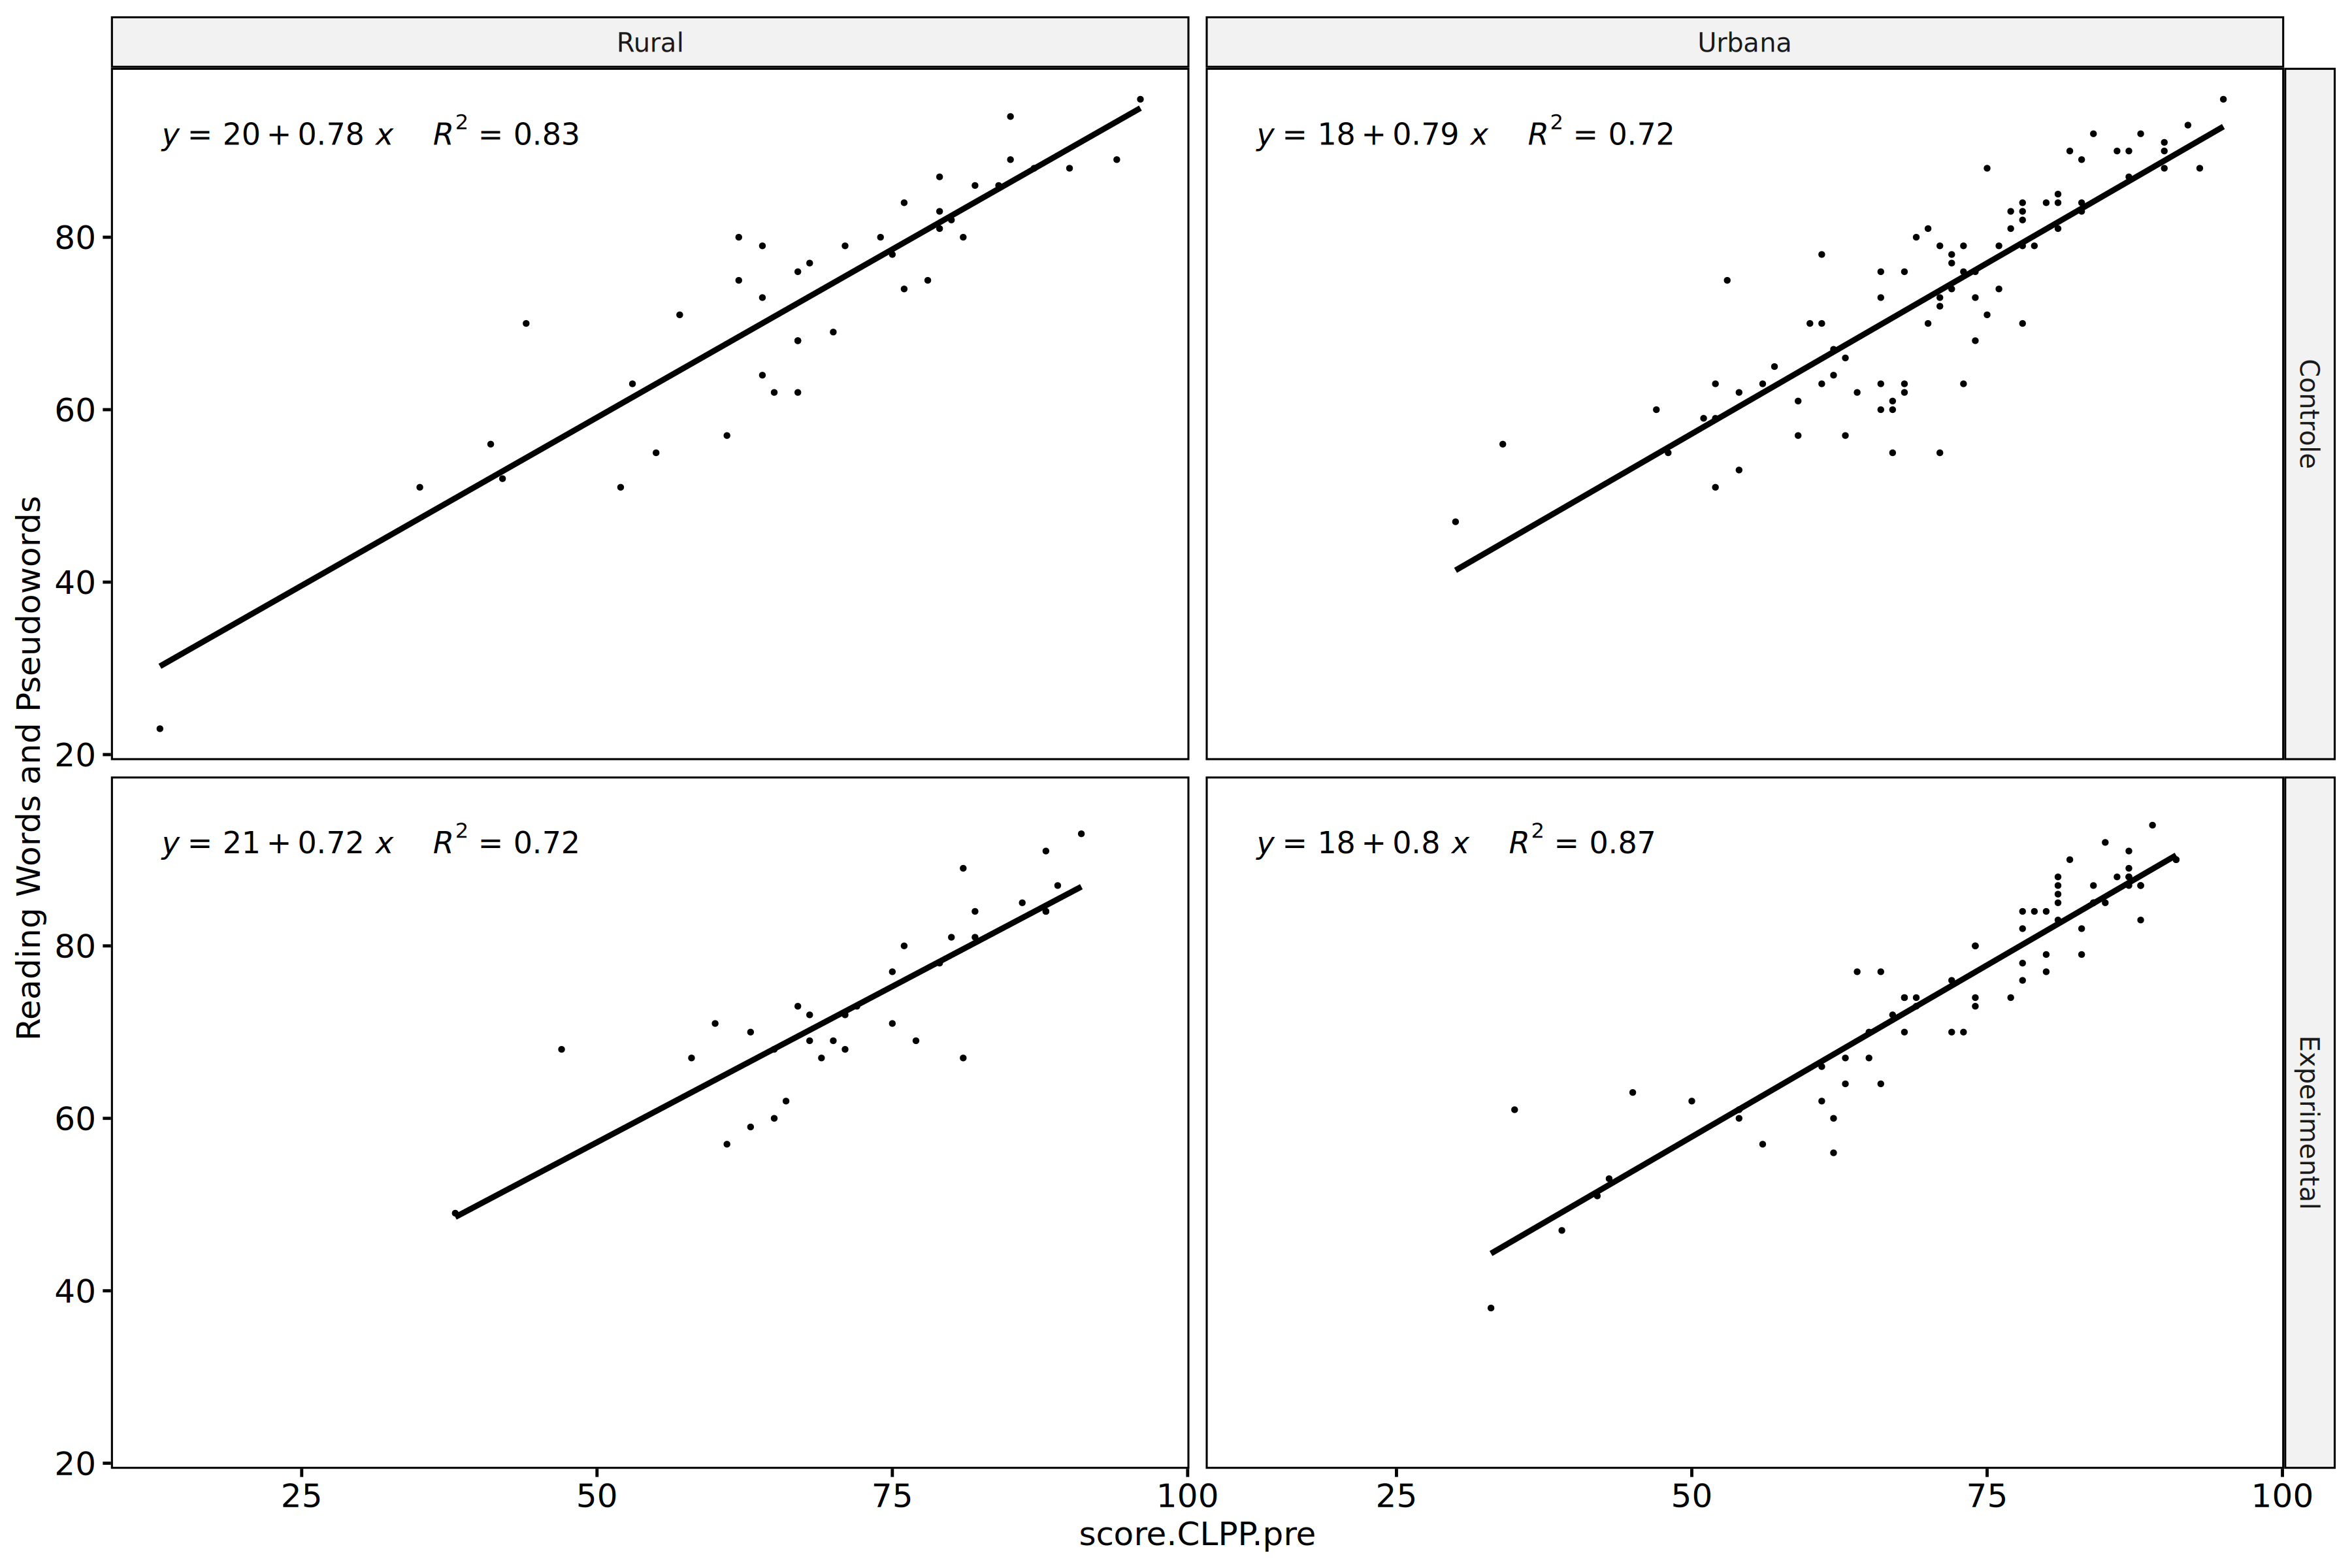 Rural
Urbana
y = 20 + 0.78 x R² = 0.83
y = 18 + 0.79 x R² = 0.72
Controle
80
60
40
20
Reading Words and Pseudowords
y = 21 + 0.72 x R² = 0.72
y = 18 + 0.8 x R² = 0.87
Experimental
80
60
40
20
25 50 75 100 25 50 75 100
score.CLPP.pre